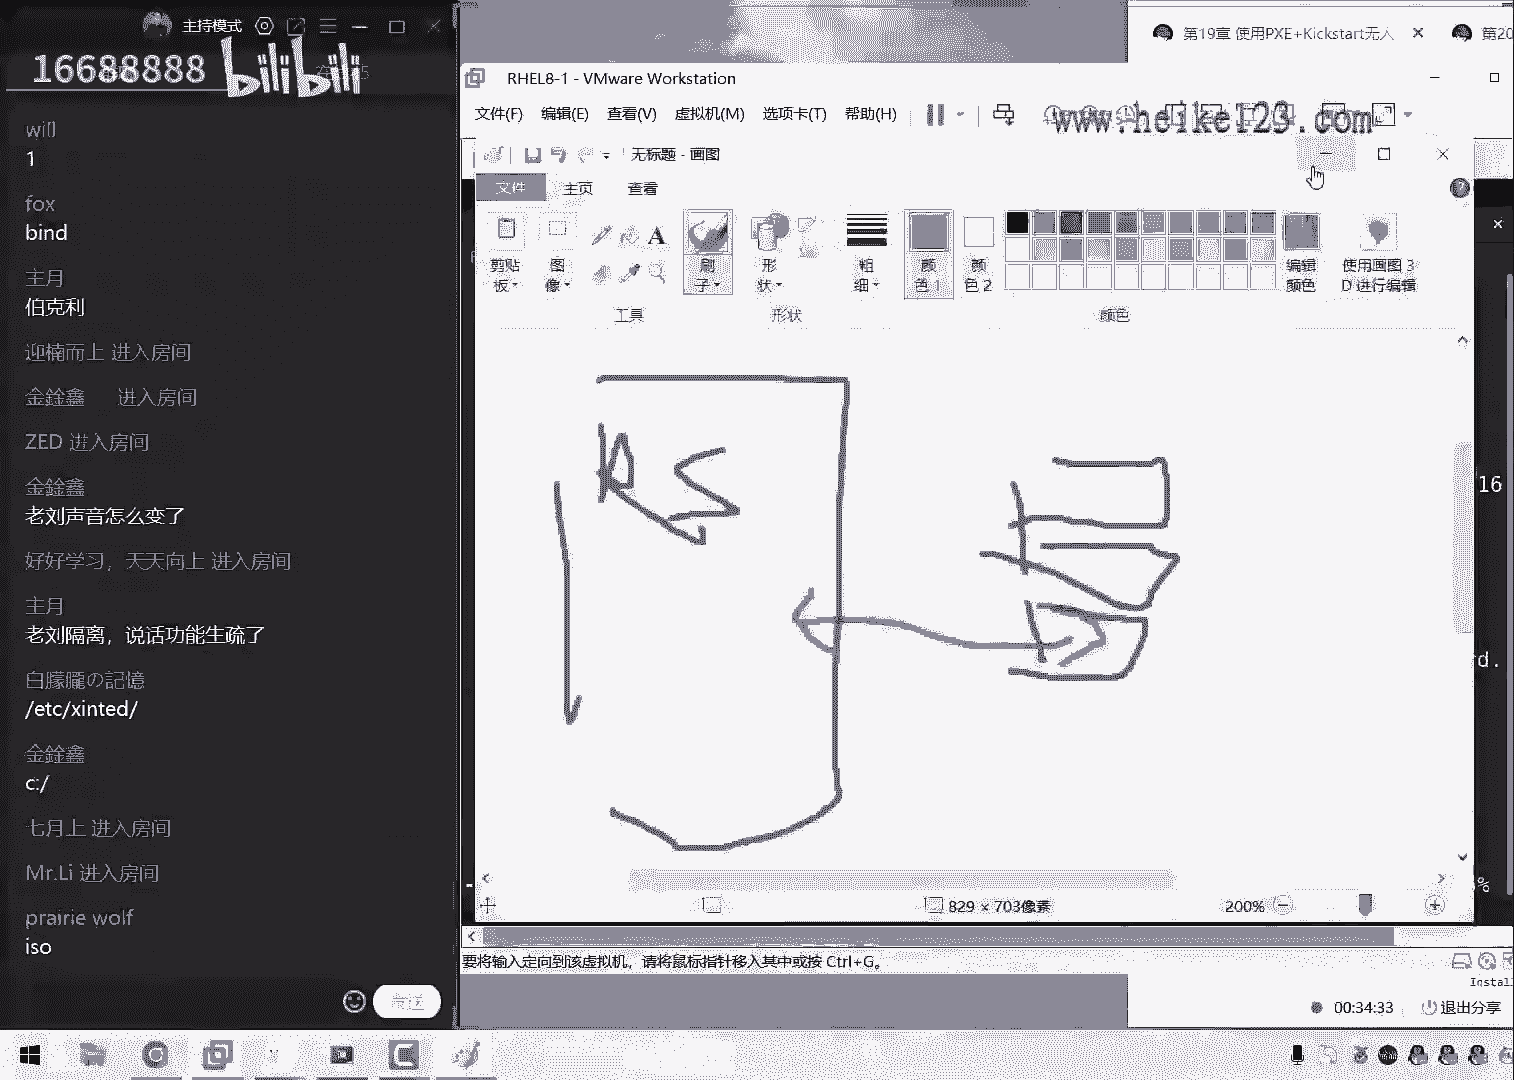 主持模式
16688888 bilibili
will
1
fox
bind
主月
伯克利
迎楠而上 进入房间
金銓鑫 进入房间
ZED 进入房间
金銓鑫
老刘声音怎么变了
好好学习，天天向上 进入房间
主月
老刘隔离，说话功能生疏了
白朦朧の記憶
/etc/xinted/
金銓鑫
c:/
七月上 进入房间
Mr.Li 进入房间
prairie wolf
iso
发送
第19章 使用PXE+Kickstart无人
第20
RHEL8-1 - VMware Workstation
文件(F) 编辑(E) 查看(V) 虚拟机(M) 选项卡(T) 帮助(H)
www.heike123.com
无标题 - 画图
文件 主页 查看
剪贴板
图像
A
刷子
形状
粗细
颜色 1
颜色 2
编辑颜色
使用画图 3D 进行编辑
工具 形状 颜色
RS
16
rd.
829 × 703像素
200%
%
要将输入定向到该虚拟机，请将鼠标指针移入其中或按 Ctrl+G。
Instal
00:34:33
退出分享